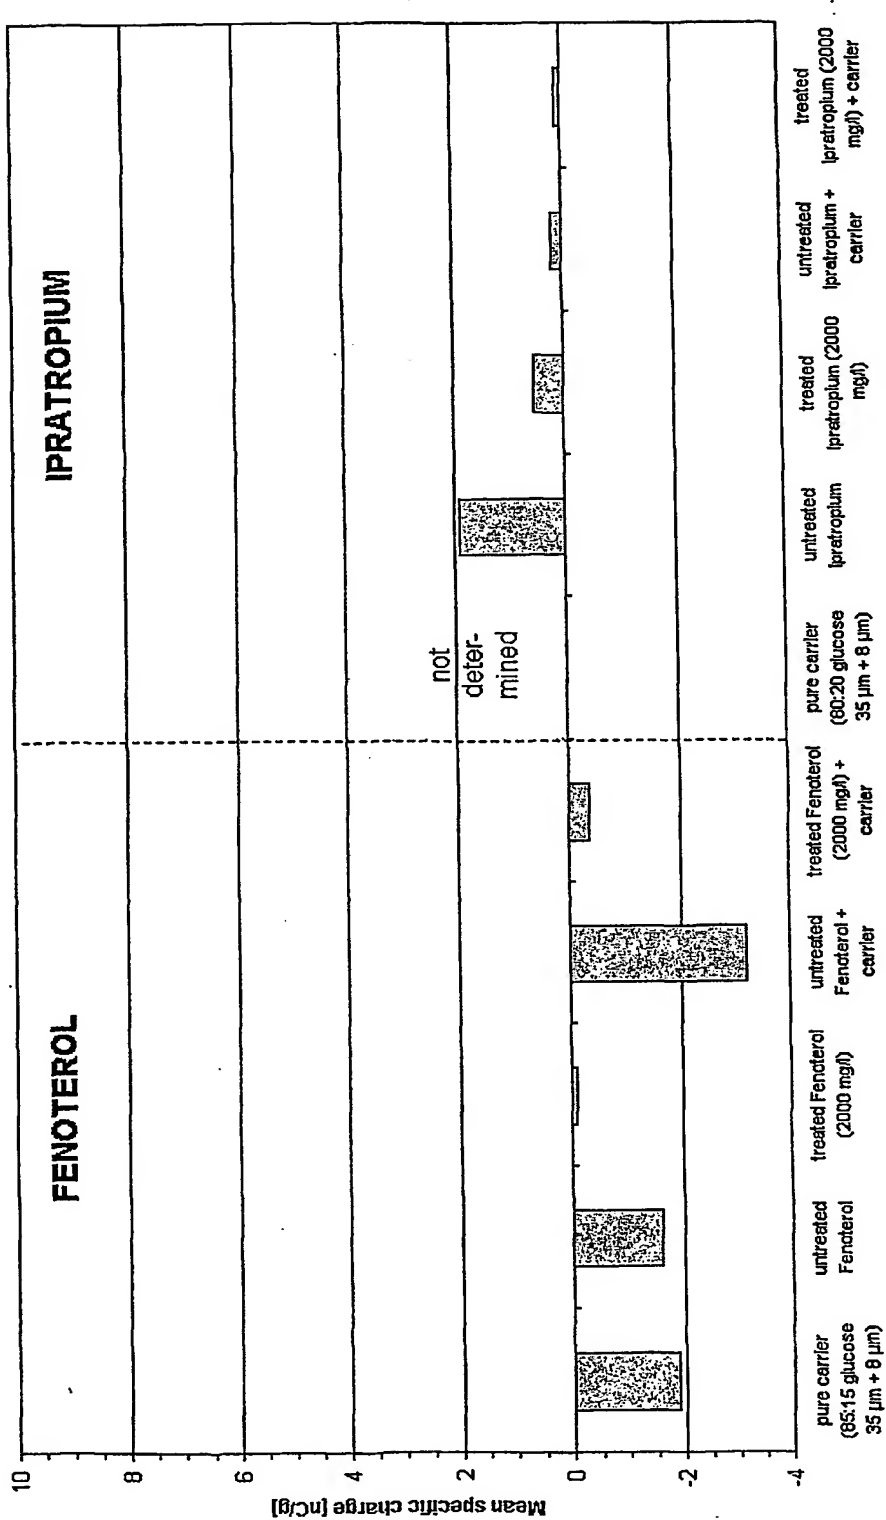 FENOTEROL
IPRATROPIUM
Mean specific charge [nC/g]
10
8
6
4
2
0
-2
-4
not
deter-
mined
pure carrier
(85:15 glucose
35 µm + 8 µm)
untreated
Fenoterol
treated Fenoterol
(2000 mg/l)
untreated
Fenoterol +
carrier
treated Fenoterol
(2000 mg/l) +
carrier
pure carrier
(80:20 glucose
35 µm + 8 µm)
untreated
Ipratropium
treated
Ipratropium (2000
mg/l)
untreated
Ipratropium +
carrier
treated
Ipratropium (2000
mg/l) + carrier